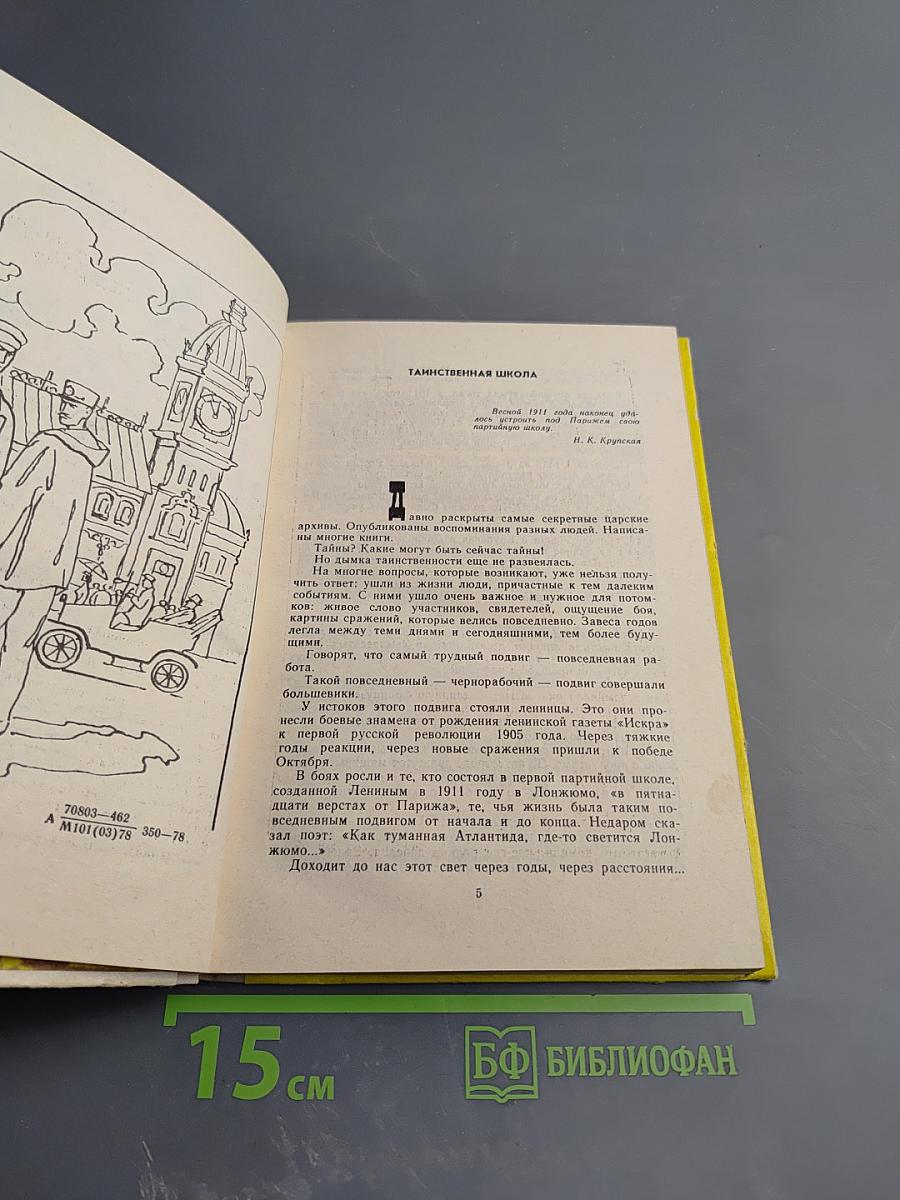 70803—462
А М101(03)78 350—78
ТАИНСТВЕННАЯ ШКОЛА
Весной 1911 года наконец уда-
лось устроить под Парижем свою
партийную школу.
Н. К. Крупская
Давно раскрыты самые секретные царские
архивы. Опубликованы воспоминания разных людей. Написа-
ны многие книги.
Тайны? Какие могут быть сейчас тайны!
Но дымка таинственности еще не развеялась.
На многие вопросы, которые возникают, уже нельзя полу-
чить ответ: ушли из жизни люди, причастные к тем далеким
событиям. С ними ушло очень важное и нужное для потом-
ков: живое слово участников, свидетелей, ощущение боя,
картины сражений, которые велись повседневно. Завеса годов
легла между теми днями и сегодняшними, тем более буду-
щими.
Говорят, что самый трудный подвиг — повседневная ра-
бота.
Такой повседневный — чернорабочий — подвиг совершали
большевики.
У истоков этого подвига стояли ленинцы. Это они про-
несли боевые знамена от рождения ленинской газеты «Искра»
к первой русской революции 1905 года. Через тяжкие
годы реакции, через новые сражения пришли к победе
Октября.
В боях росли и те, кто состоял в первой партийной школе,
созданной Лениным в 1911 году в Лонжюмо, «в пятна-
дцати верстах от Парижа», те, чья жизнь была таким по-
вседневным подвигом от начала и до конца. Недаром ска-
зал поэт: «Как туманная Атлантида, где-то светится Лон-
жюмо...»
Доходит до нас этот свет через годы, через расстояния...
5
15 см
БФ БИБЛИОФАН